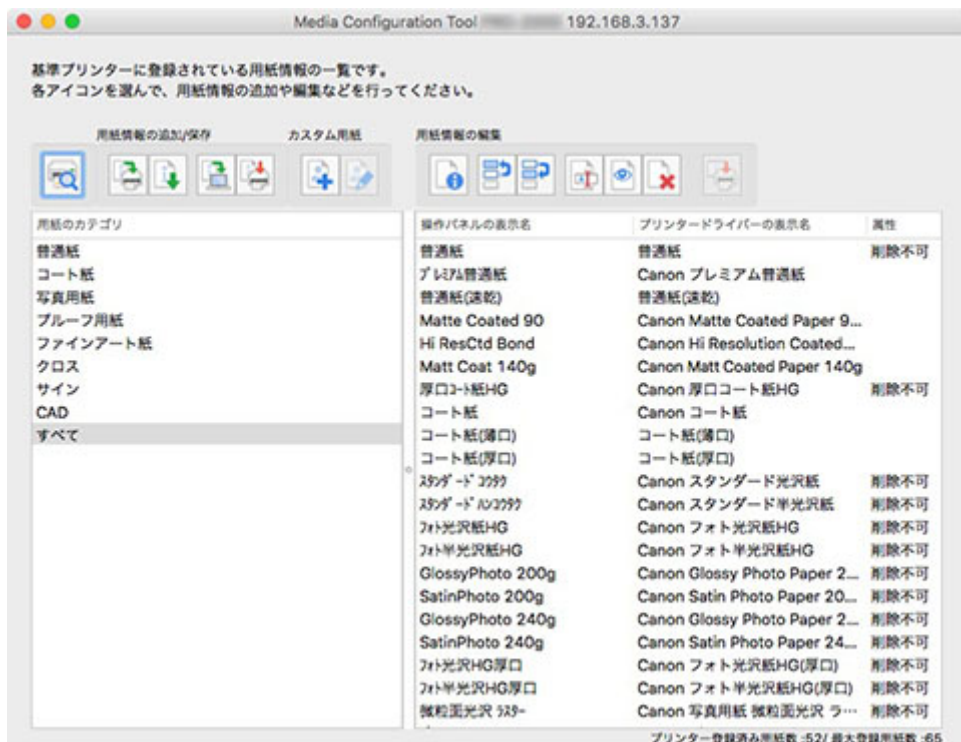 Media Configuration Tool 192.168.3.137
基準プリンターに登録されている用紙情報の一覧です。
各アイコンを選んで、用紙情報の追加や編集などを行ってください。
用紙情報の追加/保存 カスタム用紙 用紙情報の編集
用紙のカテゴリ
普通紙
コート紙
写真用紙
プルーフ用紙
ファインアート紙
クロス
サイン
CAD
すべて
操作パネルの表示名 プリンタードライバーの表示名 属性
普通紙 普通紙 削除不可
ﾌﾟﾚﾐｱﾑ普通紙 Canon プレミアム普通紙
普通紙(速乾) 普通紙(速乾)
Matte Coated 90 Canon Matte Coated Paper 9...
Hi ResCtd Bond Canon Hi Resolution Coated...
Matt Coat 140g Canon Matt Coated Paper 140g
厚口ｺｰﾄ紙HG Canon 厚口コート紙HG 削除不可
コート紙 Canon コート紙
コート紙(薄口) コート紙(薄口)
コート紙(厚口) コート紙(厚口)
ｽﾀﾝﾀﾞｰﾄﾞｺｳﾀｸ Canon スタンダード光沢紙 削除不可
ｽﾀﾝﾀﾞｰﾄﾞﾊﾝｺｳﾀｸ Canon スタンダード半光沢紙 削除不可
ﾌｫﾄ光沢紙HG Canon フォト光沢紙HG 削除不可
ﾌｫﾄ半光沢紙HG Canon フォト半光沢紙HG 削除不可
GlossyPhoto 200g Canon Glossy Photo Paper 2... 削除不可
SatinPhoto 200g Canon Satin Photo Paper 20... 削除不可
GlossyPhoto 240g Canon Glossy Photo Paper 2... 削除不可
SatinPhoto 240g Canon Satin Photo Paper 24... 削除不可
ﾌｫﾄ光沢HG厚口 Canon フォト光沢紙HG(厚口) 削除不可
ﾌｫﾄ半光沢HG厚口 Canon フォト半光沢紙HG(厚口) 削除不可
微粒面光沢 ﾗｽﾀｰ Canon 写真用紙 微粒面光沢 ラ… 削除不可
プリンター登録済み用紙数 :52/ 最大登録用紙数 :65